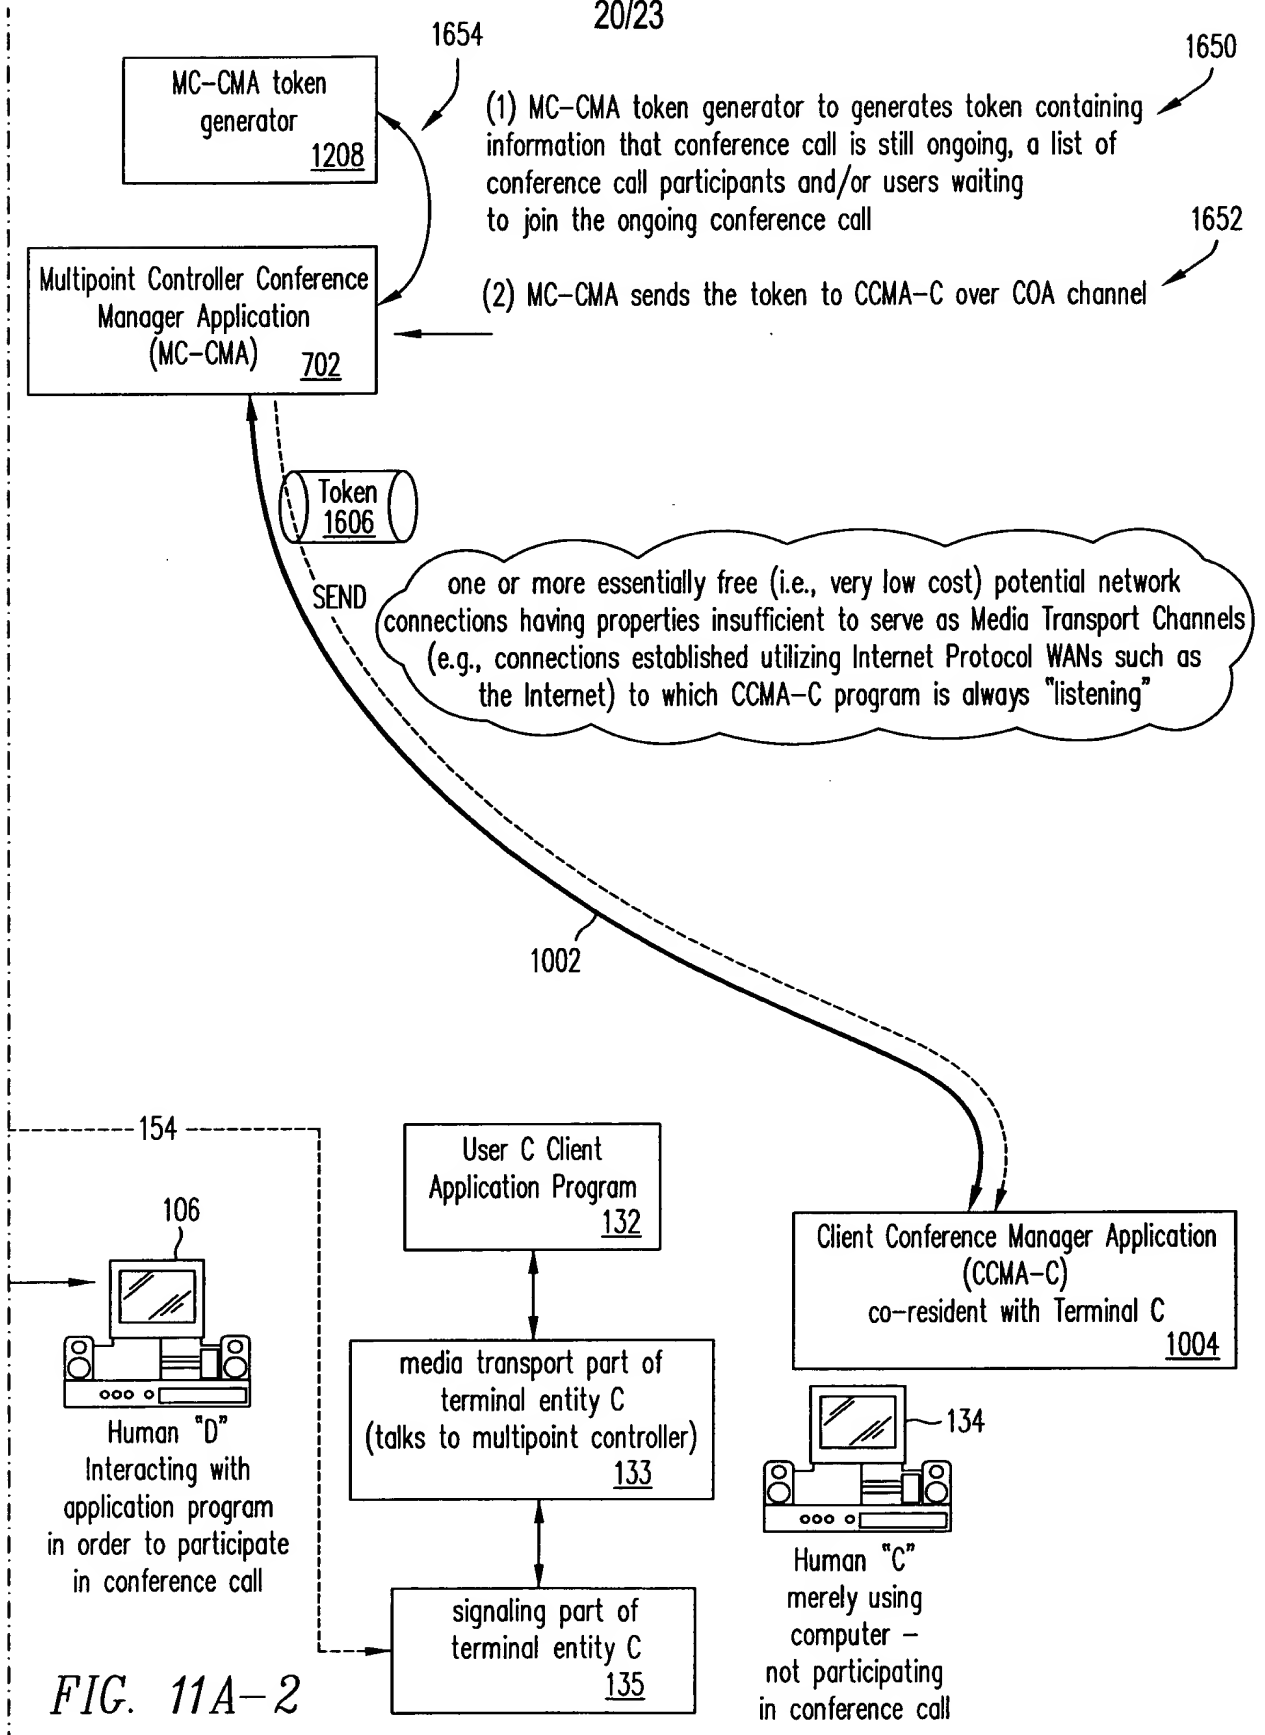 20/23
1654
1650
MC-CMA token
generator
1208
(1) MC-CMA token generator to generates token containing
information that conference call is still ongoing, a list of
conference call participants and/or users waiting
to join the ongoing conference call
1652
Multipoint Controller Conference
Manager Application
(MC-CMA)
702
(2) MC-CMA sends the token to CCMA-C over COA channel
Token
1606
SEND
one or more essentially free (i.e., very low cost) potential network
connections having properties insufficient to serve as Media Transport Channels
(e.g., connections established utilizing Internet Protocol WANs such as
the Internet) to which CCMA-C program is always "listening"
1002
154
User C Client
Application Program
132
106
Client Conference Manager Application
(CCMA-C)
co-resident with Terminal C
1004
media transport part of
terminal entity C
(talks to multipoint controller)
133
134
Human "D"
Interacting with
application program
in order to participate
in conference call
Human "C"
merely using
computer -
not participating
in conference call
signaling part of
terminal entity C
135
FIG. 11A-2